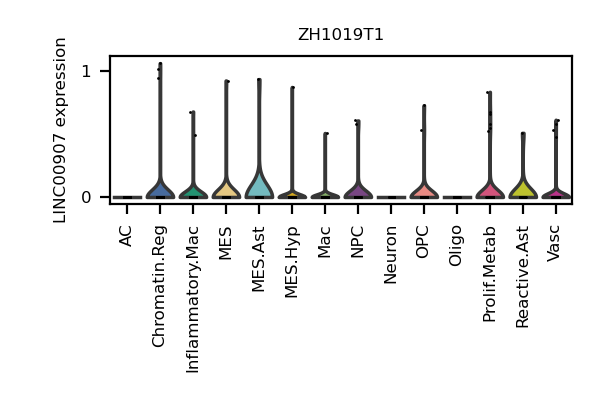 ZH1019T1
LINC00907 expression
1
0
AC
Chromatin.Reg
Inflammatory.Mac
MES
MES.Ast
MES.Hyp
Mac
NPC
Neuron
OPC
Oligo
Prolif.Metab
Reactive.Ast
Vasc